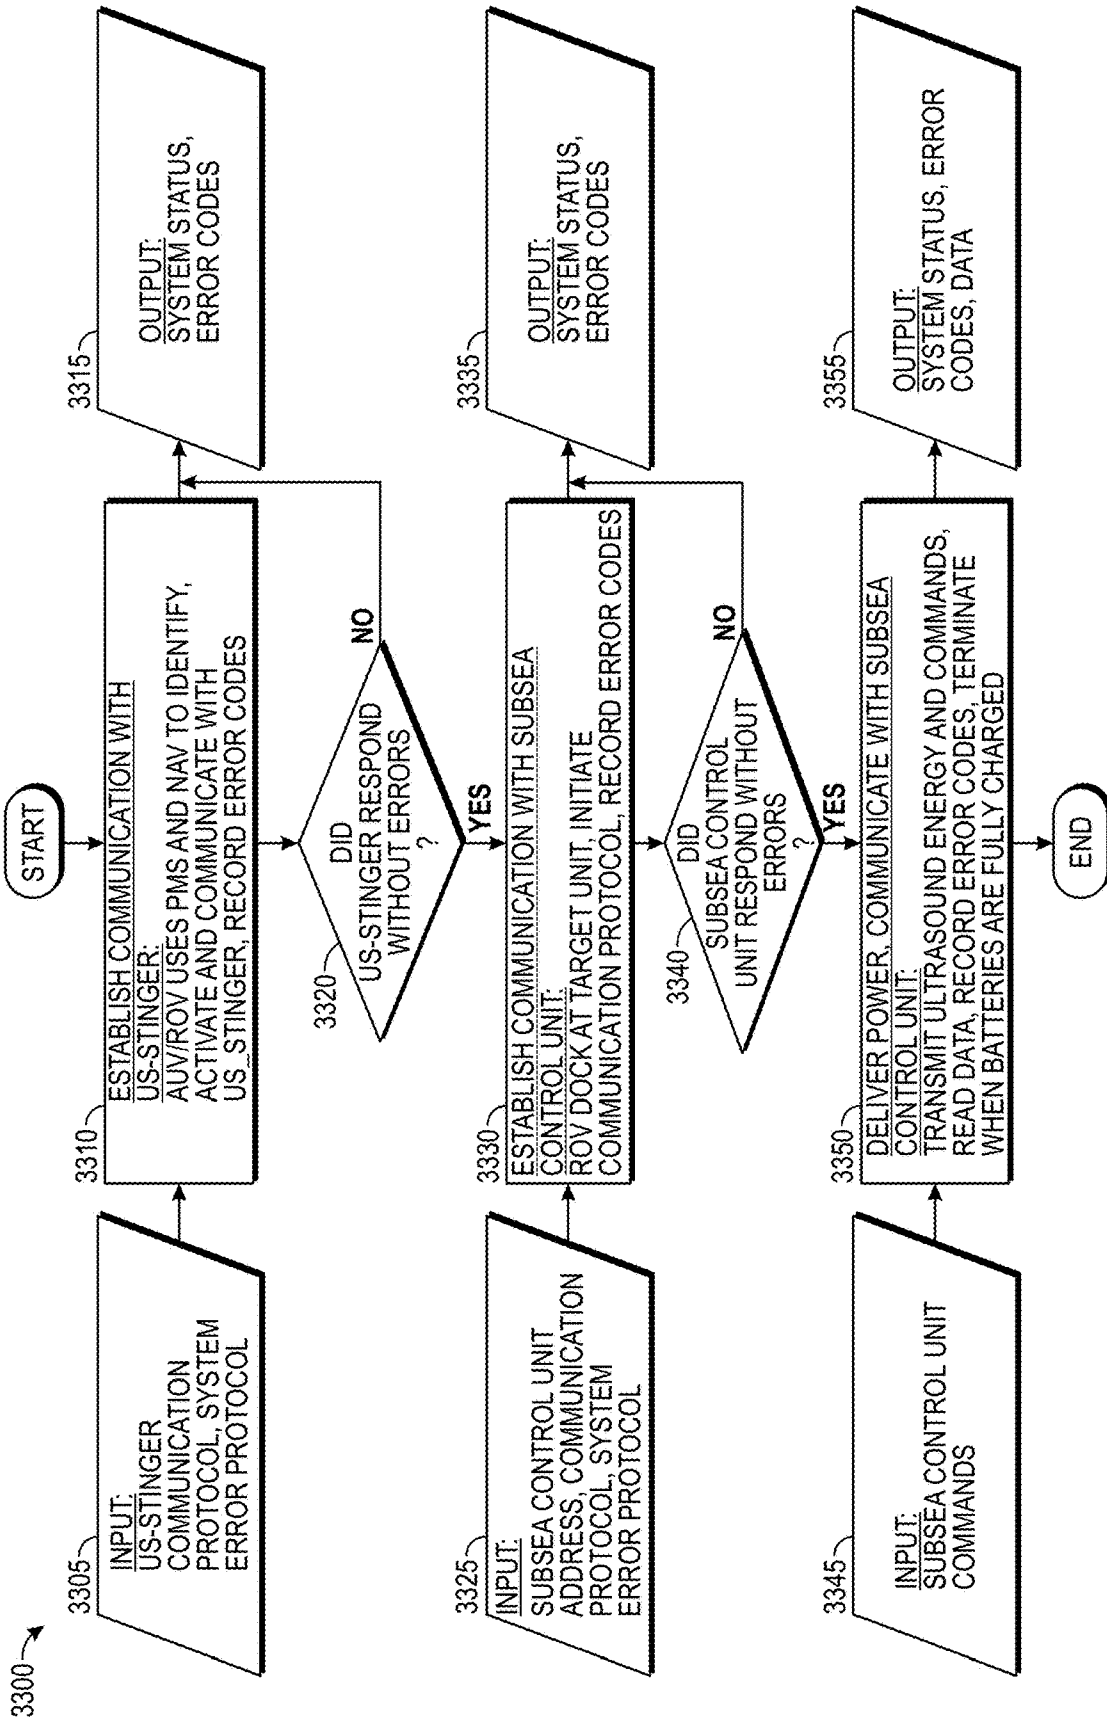 3300
START
3305
INPUT:
US-STINGER
COMMUNICATION
PROTOCOL, SYSTEM
ERROR PROTOCOL
3310
ESTABLISH COMMUNICATION WITH
US-STINGER:
AUV/ROV USES PMS AND NAV TO IDENTIFY,
ACTIVATE AND COMMUNICATE WITH
US_STINGER, RECORD ERROR CODES
3315
OUTPUT:
SYSTEM STATUS,
ERROR CODES
3320
DID
US-STINGER RESPOND
WITHOUT ERRORS
?
NO
YES
3325
INPUT:
SUBSEA CONTROL UNIT
ADDRESS, COMMUNICATION
PROTOCOL, SYSTEM
ERROR PROTOCOL
3330
ESTABLISH COMMUNICATION WITH SUBSEA
CONTROL UNIT:
ROV DOCK AT TARGET UNIT, INITIATE
COMMUNICATION PROTOCOL, RECORD ERROR CODES
3335
OUTPUT:
SYSTEM STATUS,
ERROR CODES
3340
DID
SUBSEA CONTROL
UNIT RESPOND WITHOUT
ERRORS
?
NO
YES
3345
INPUT:
SUBSEA CONTROL UNIT
COMMANDS
3350
DELIVER POWER, COMMUNICATE WITH SUBSEA
CONTROL UNIT:
TRANSMIT ULTRASOUND ENERGY AND COMMANDS,
READ DATA, RECORD ERROR CODES, TERMINATE
WHEN BATTERIES ARE FULLY CHARGED
3355
OUTPUT:
SYSTEM STATUS, ERROR
CODES, DATA
END